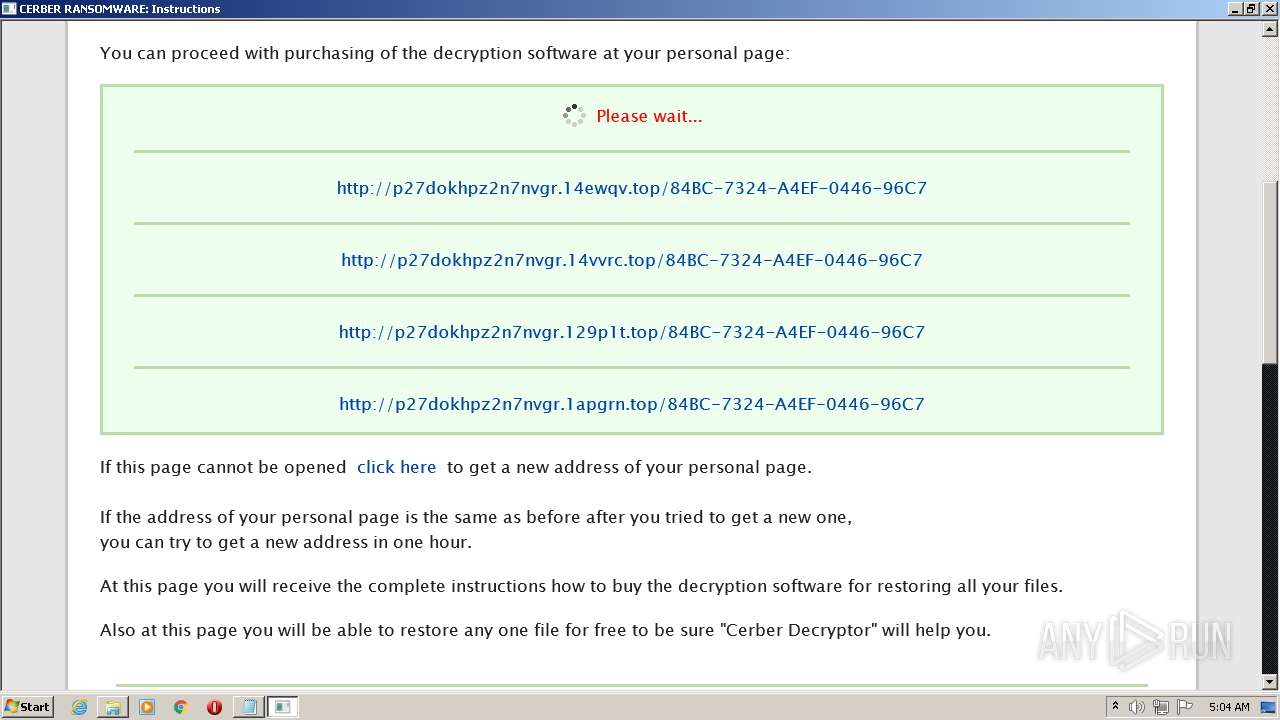 CERBER RANSOMWARE: Instructions
You can proceed with purchasing of the decryption software at your personal page:
Please wait...
http://p27dokhpz2n7nvgr.14ewqv.top/84BC-7324-A4EF-0446-96C7
http://p27dokhpz2n7nvgr.14vvrc.top/84BC-7324-A4EF-0446-96C7
http://p27dokhpz2n7nvgr.129p1t.top/84BC-7324-A4EF-0446-96C7
http://p27dokhpz2n7nvgr.1apgrn.top/84BC-7324-A4EF-0446-96C7
If this page cannot be opened click here to get a new address of your personal page.
If the address of your personal page is the same as before after you tried to get a new one,
you can try to get a new address in one hour.
At this page you will receive the complete instructions how to buy the decryption software for restoring all your files.
Also at this page you will be able to restore any one file for free to be sure "Cerber Decryptor" will help you.
ANY RUN
Start
5:04 AM